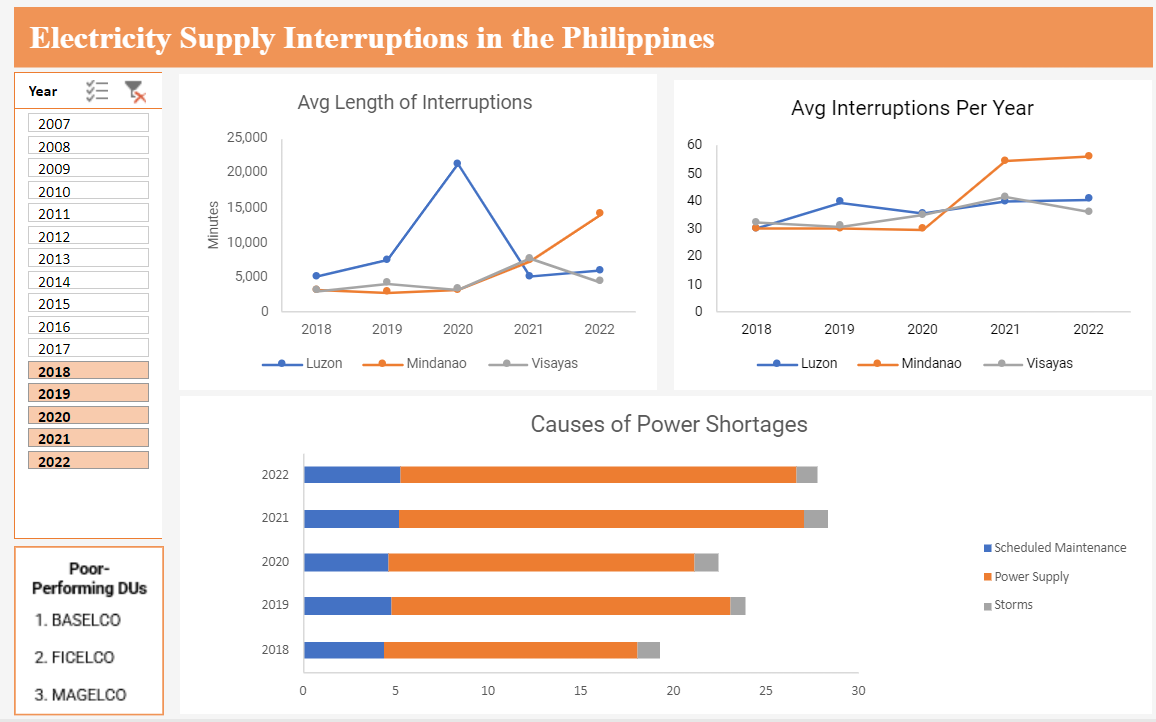 Electricity Supply Interruptions in the Philippines
Year
2007
2008
2009
2010
2011
2012
2013
2014
2015
2016
2017
2018
2019
2020
2021
2022
Poor-
Performing DUs
1. BASELCO
2. FICELCO
3. MAGELCO
Avg Length of Interruptions
Minutes
25,000
20,000
15,000
10,000
5,000
0
2018 2019 2020 2021 2022
Luzon Mindanao Visayas
Avg Interruptions Per Year
60
50
40
30
20
10
0
2018 2019 2020 2021 2022
Luzon Mindanao Visayas
Causes of Power Shortages
2022
2021
2020
2019
2018
0 5 10 15 20 25 30
Scheduled Maintenance
Power Supply
Storms